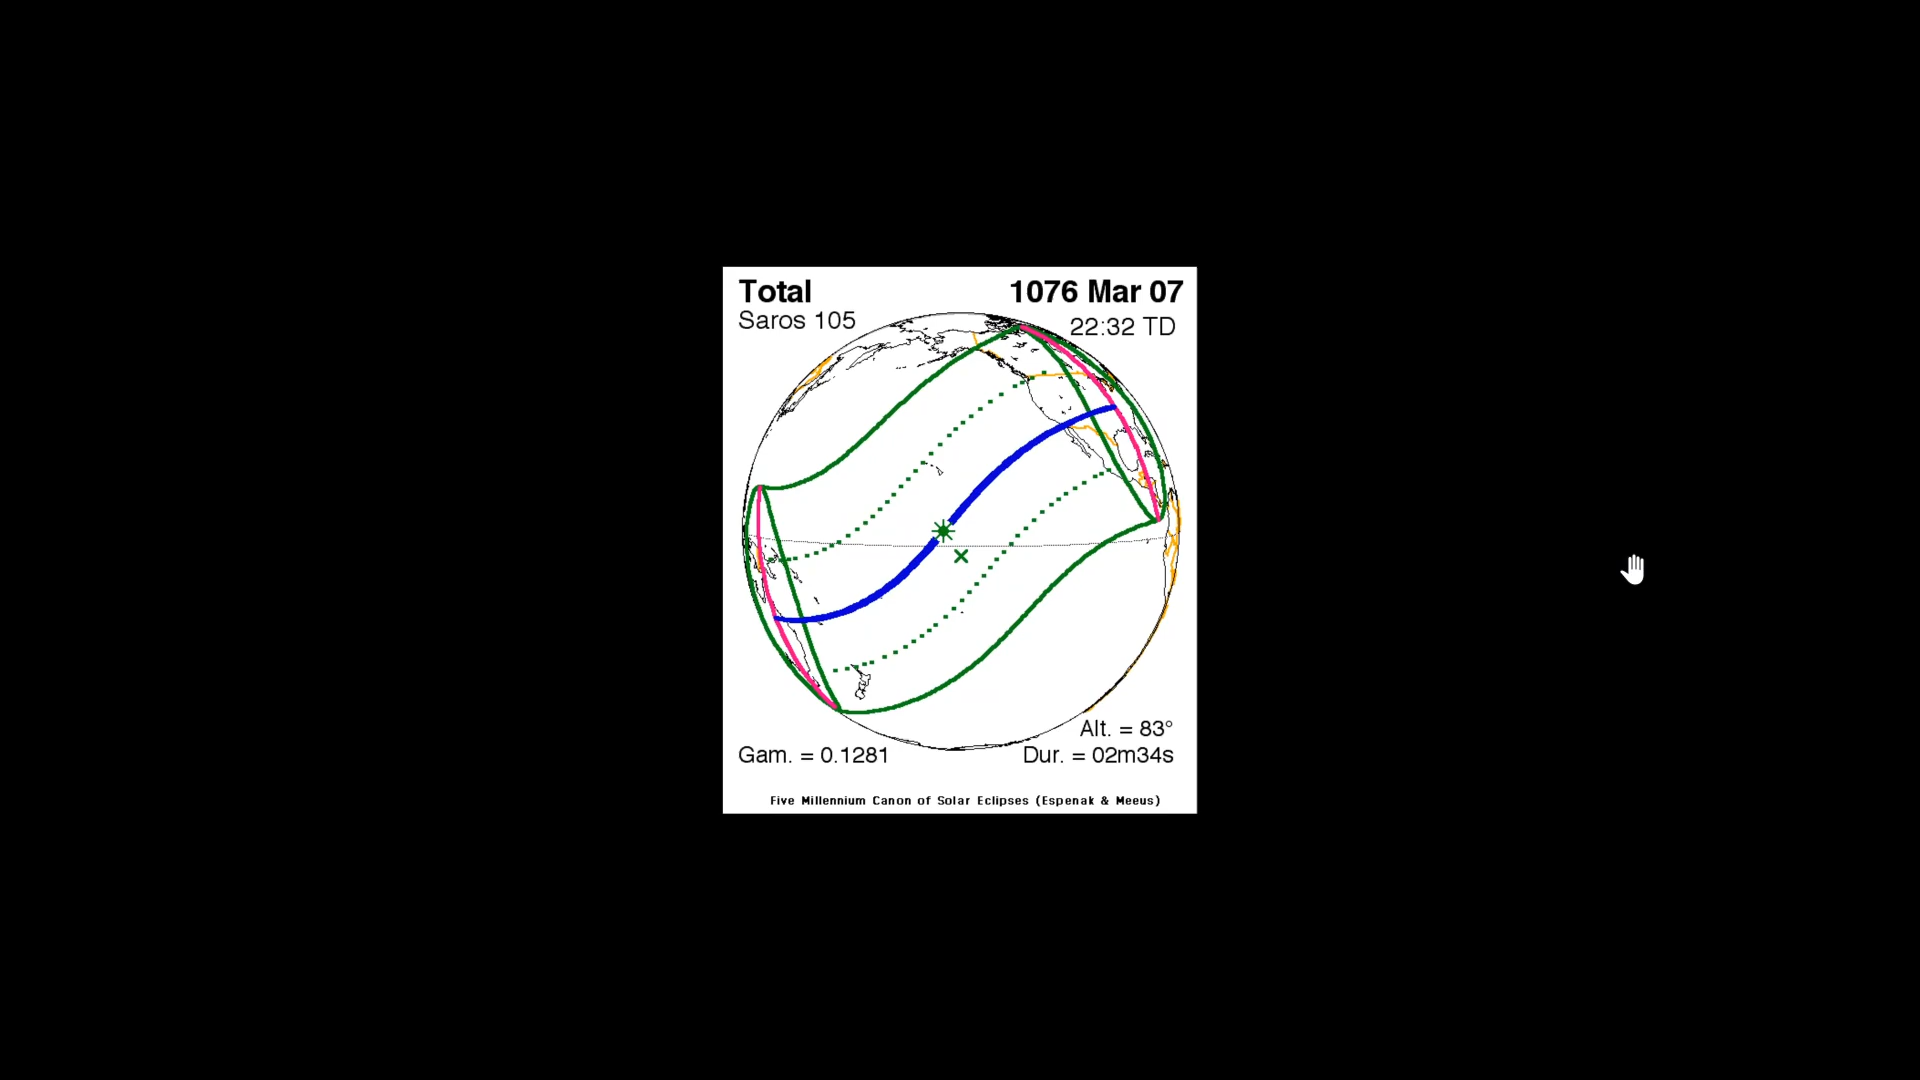 Total
1076 Mar 07
Saros 105
22:32 TD
Alt. = 83°
Gam. = 0.1281
Dur. = 02m34s
Five Millennium Canon of Solar Eclipses (Espenak & Meeus)